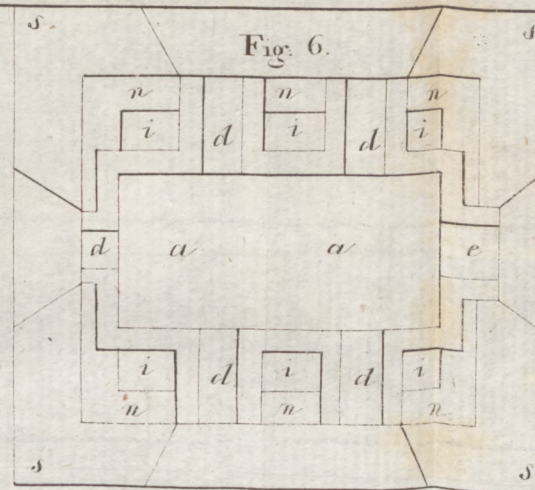 s s
Fig: 6.
n n n
i i i
d d
d a a e
i d i d i
n n n
s s